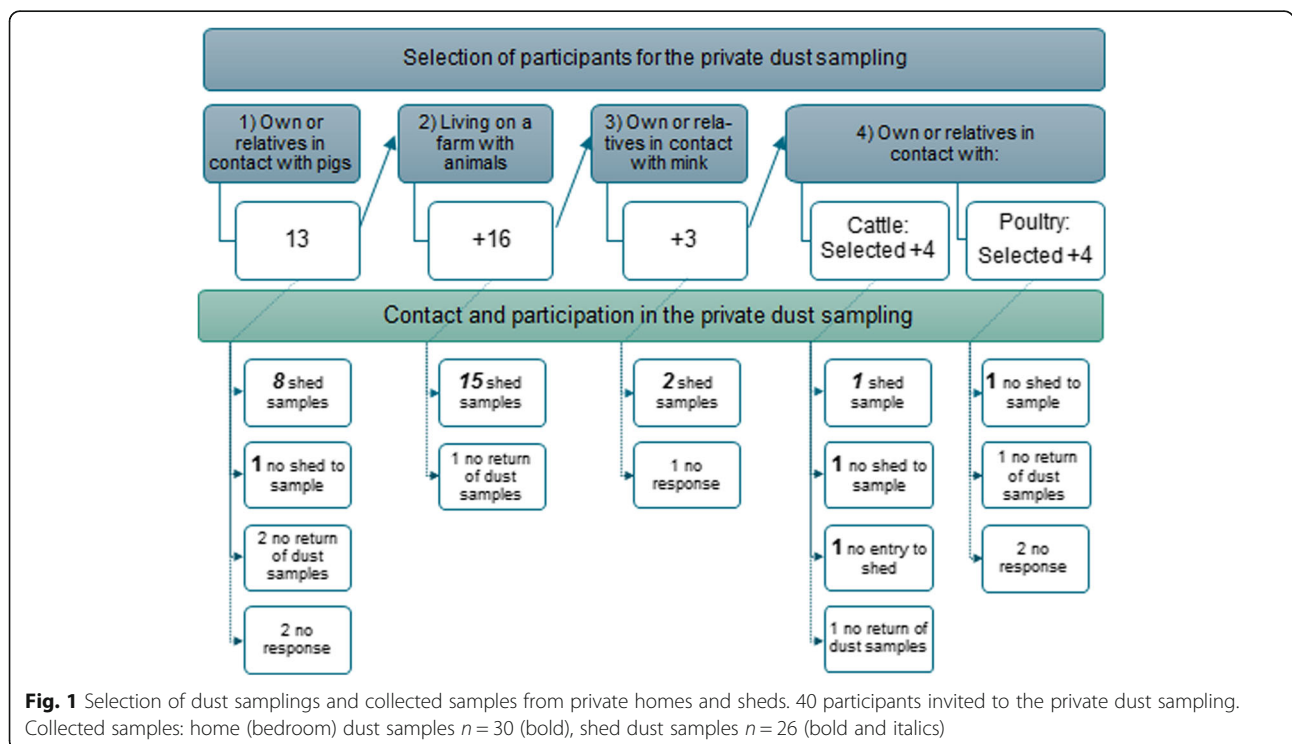 Selection of participants for the private dust sampling
1) Own or
relatives in
contact with pigs
2) Living on a
farm with
animals
3) Own or rela-
tives in contact
with mink
4) Own or relatives in
contact with:
13
+16
+3
Cattle:
Selected +4
Poultry:
Selected +4
Contact and participation in the private dust sampling
8 shed
samples
1 no shed to
sample
2 no return
of dust
samples
2 no
response
15 shed
samples
1 no return
of dust
samples
2 shed
samples
1 no
response
1 shed
sample
1 no shed to
sample
1 no entry to
shed
1 no return of
dust samples
1 no shed to
sample
1 no return
of dust
samples
2 no
response
Fig. 1 Selection of dust samplings and collected samples from private homes and sheds. 40 participants invited to the private dust sampling.
Collected samples: home (bedroom) dust samples n = 30 (bold), shed dust samples n = 26 (bold and italics)